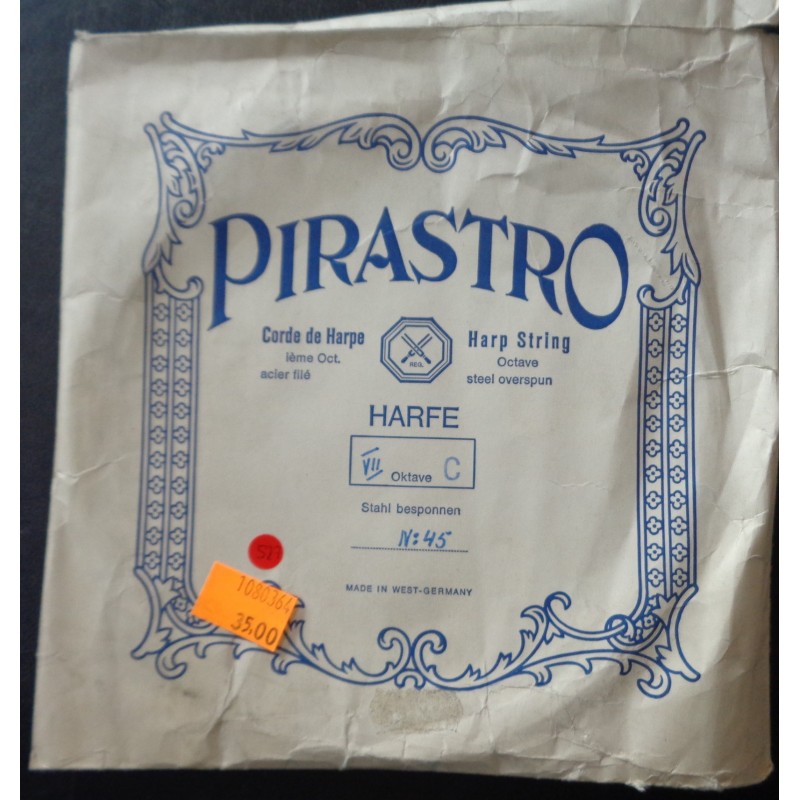 PIRASTRO
Corde de Harpe
ième Oct.
acier filé
REG.
Harp String
Octave
steel overspun
HARFE
VII Oktave C
Stahl besponnen
N: 45
MADE IN WEST-GERMANY
1080364
35.00